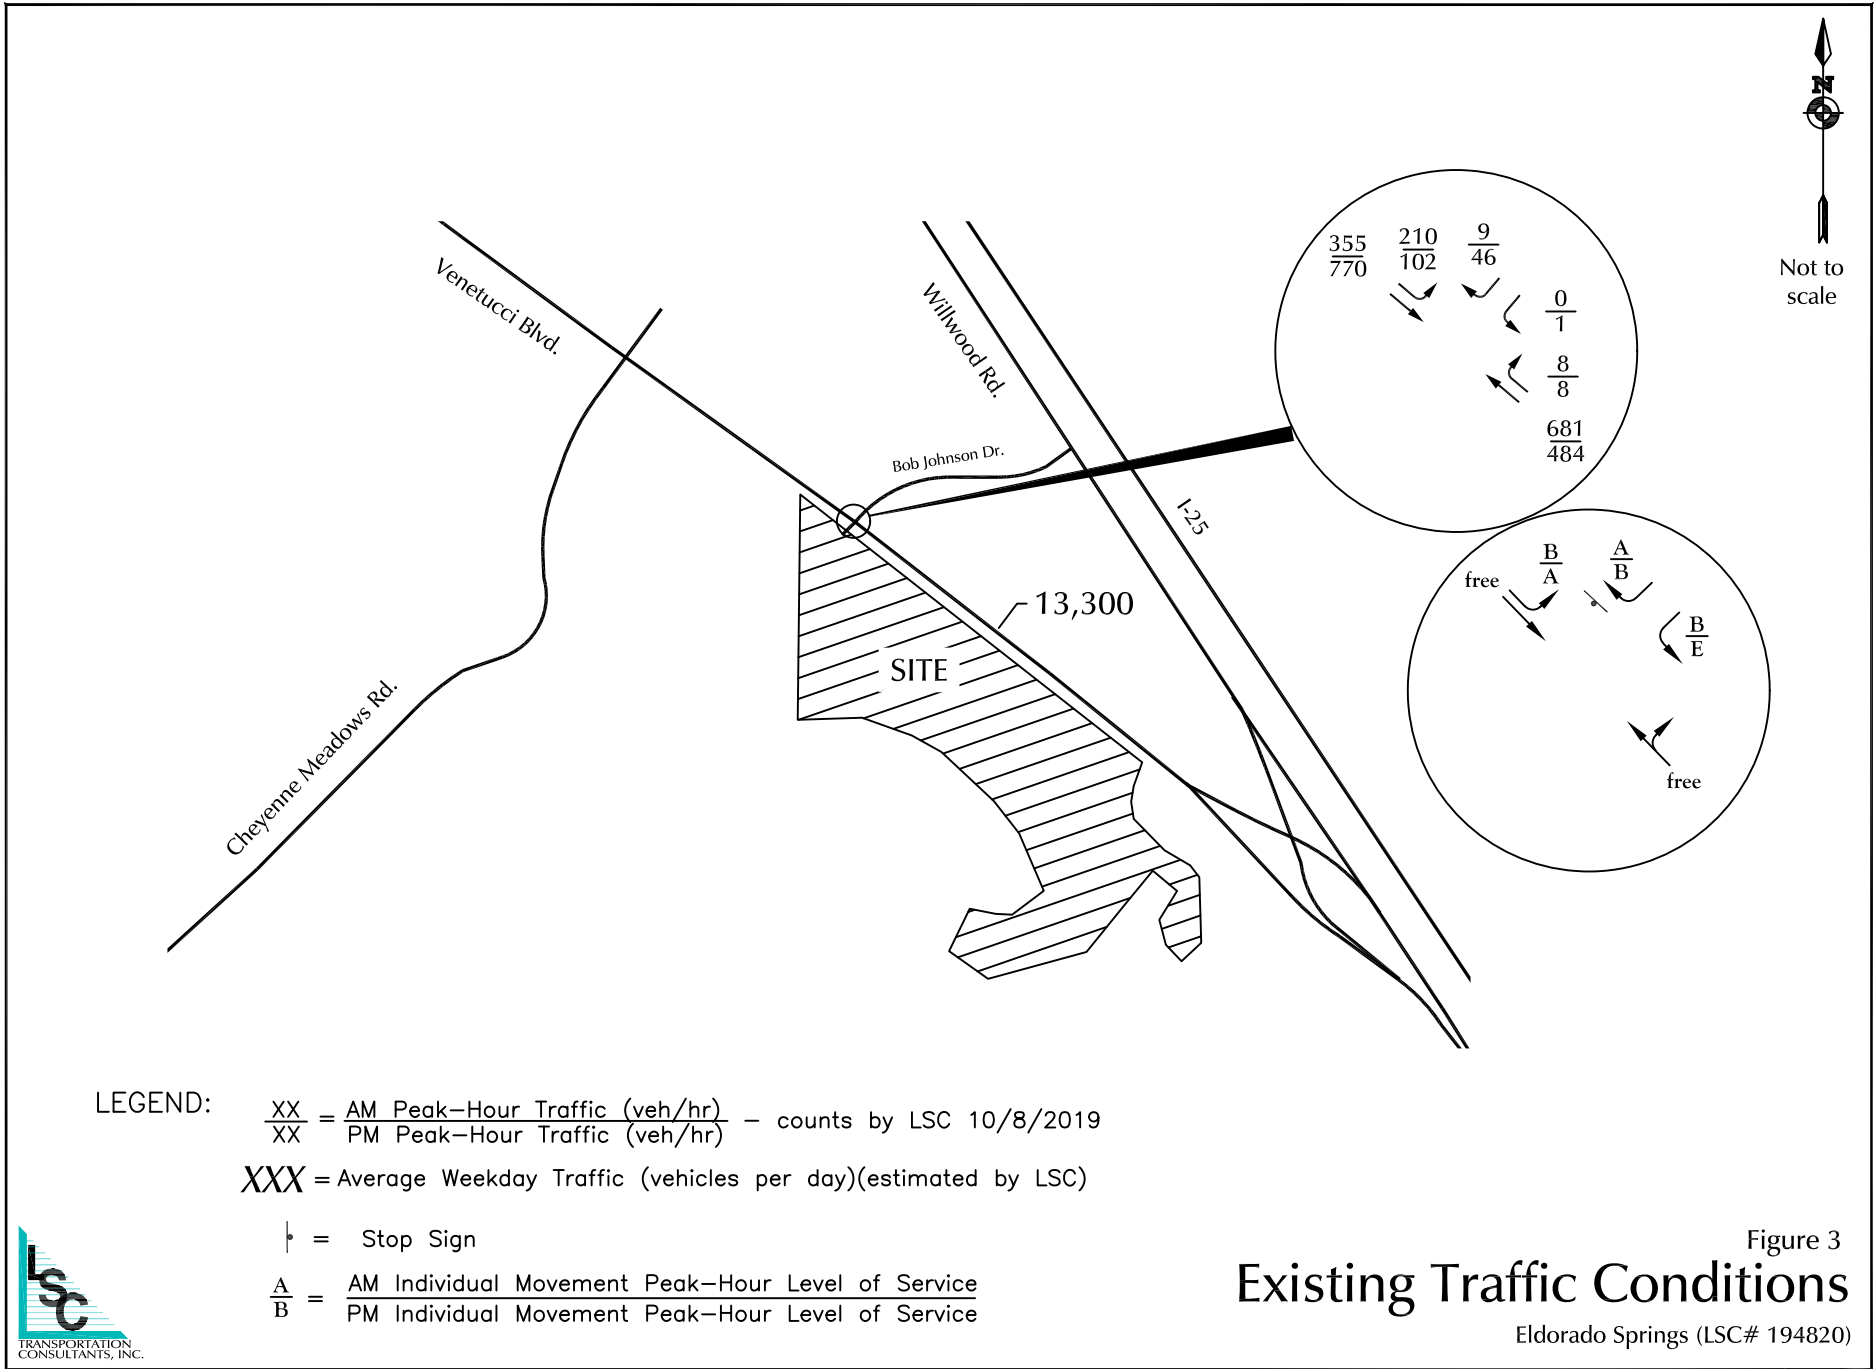 N
Not to
scale
Venetucci Blvd.
Willwood Rd.
Bob Johnson Dr.
I-25
Cheyenne Meadows Rd.
13,300
SITE
355
770
210
102
9
46
0
1
8
8
681
484
free
B
A
A
B
B
E
free
LEGEND:
XX
XX
=
AM Peak-Hour Traffic (veh/hr)
PM Peak-Hour Traffic (veh/hr)
- counts by LSC 10/8/2019
XXX = Average Weekday Traffic (vehicles per day)(estimated by LSC)
= Stop Sign
A
B
=
AM Individual Movement Peak-Hour Level of Service
PM Individual Movement Peak-Hour Level of Service
LSC
TRANSPORTATION
CONSULTANTS, INC.
Figure 3
Existing Traffic Conditions
Eldorado Springs (LSC# 194820)